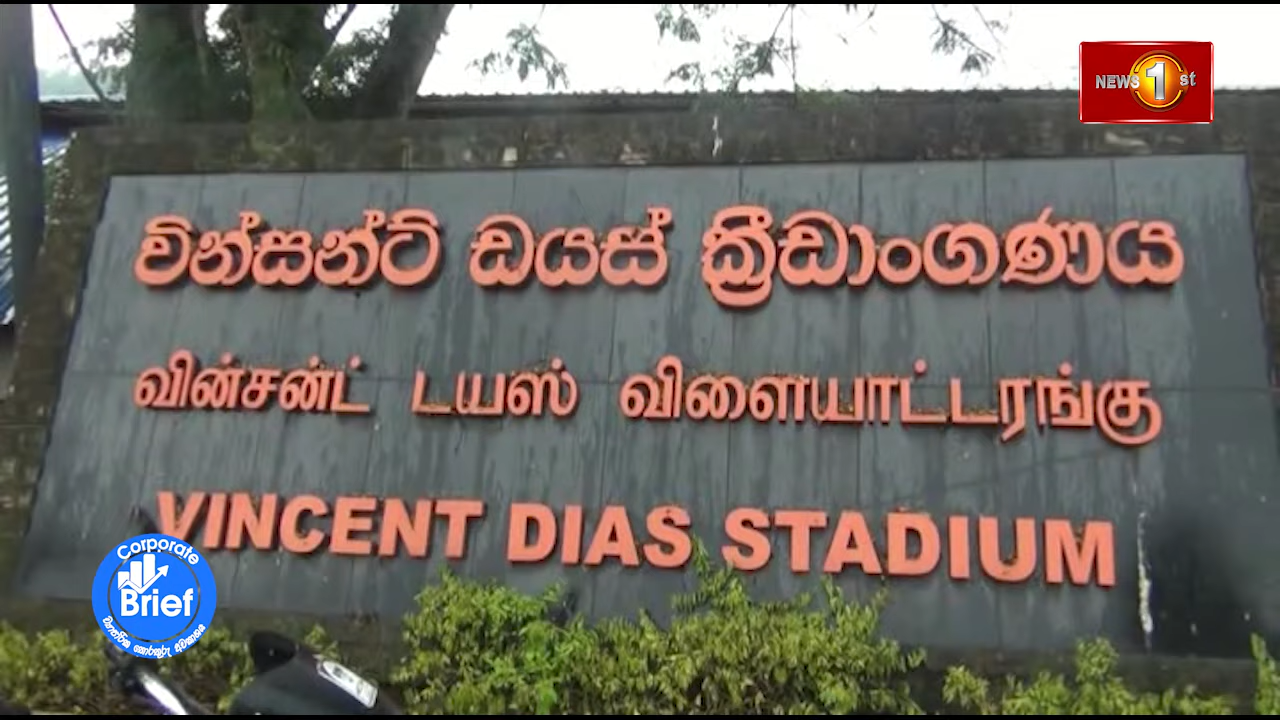 NEWS 1st
වින්සන්ට් ඩයස් ක්‍රීඩාංගණය
வின்சன்ட் டயஸ் விளையாட்டரங்கு
VINCENT DIAS STADIUM
Corporate
Brief